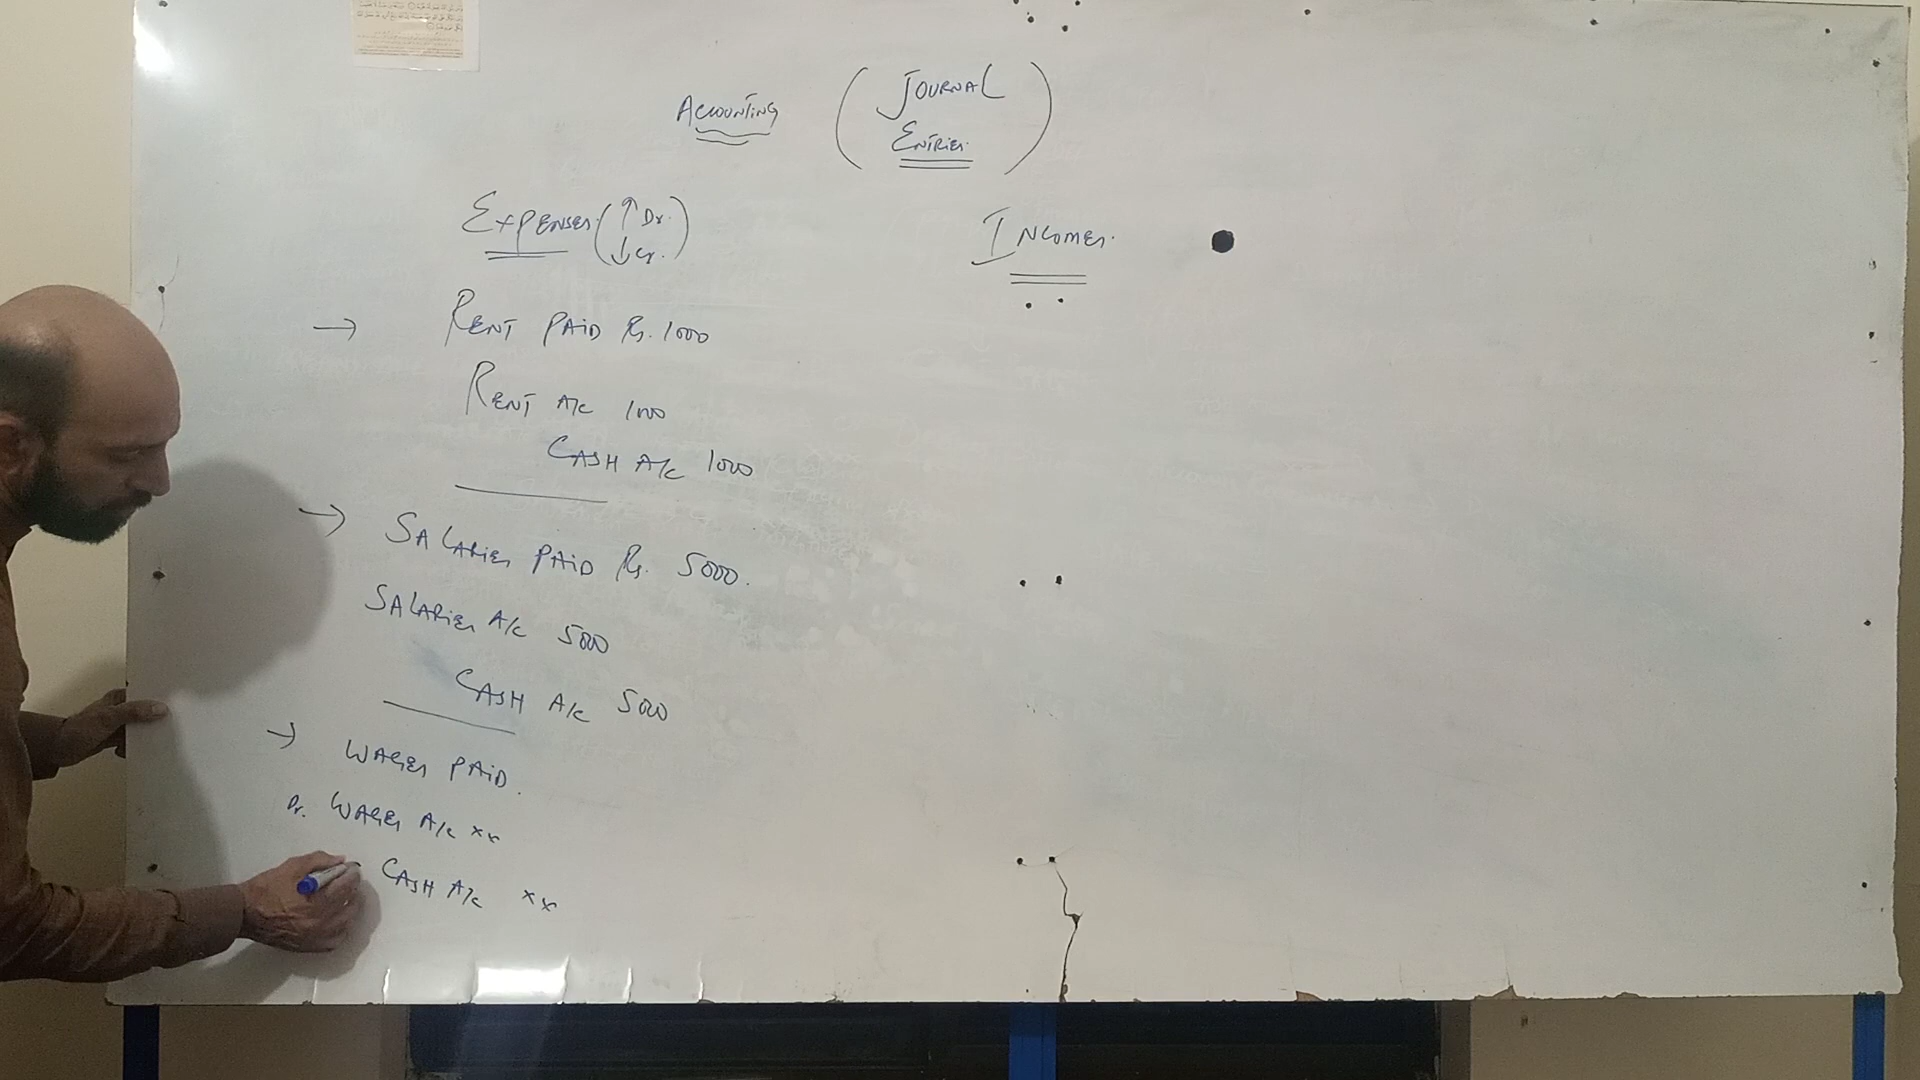 ACCOUNTING (JOURNAL
ENTRIES)
EXPENSES (↑ Dr.
↓ Cr.)
INCOMES.
→ RENT PAID Rs. 1000
RENT A/C 1000
CASH A/C 1000
→ SALARIES PAID Rs. 5000.
SALARIES A/C 5000
CASH A/C 5000
→ WAGES PAID.
Dr. WAGES A/C xx
CASH A/C xx